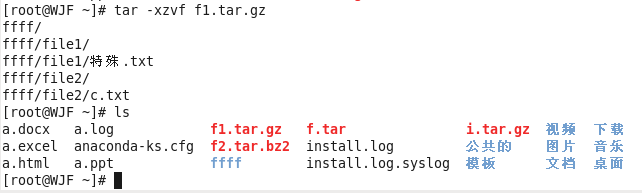 [root@WJF ~]# tar -xzvf f1.tar.gz
ffff/
ffff/file1/
ffff/file1/特殊.txt
ffff/file2/
ffff/file2/c.txt
[root@WJF ~]# ls
a.docx a.log f1.tar.gz f.tar i.tar.gz 视频 下载
a.excel anaconda-ks.cfg f2.tar.bz2 install.log 公共的 图片 音乐
a.html a.ppt ffff install.log.syslog 模板 文档 桌面
[root@WJF ~]#